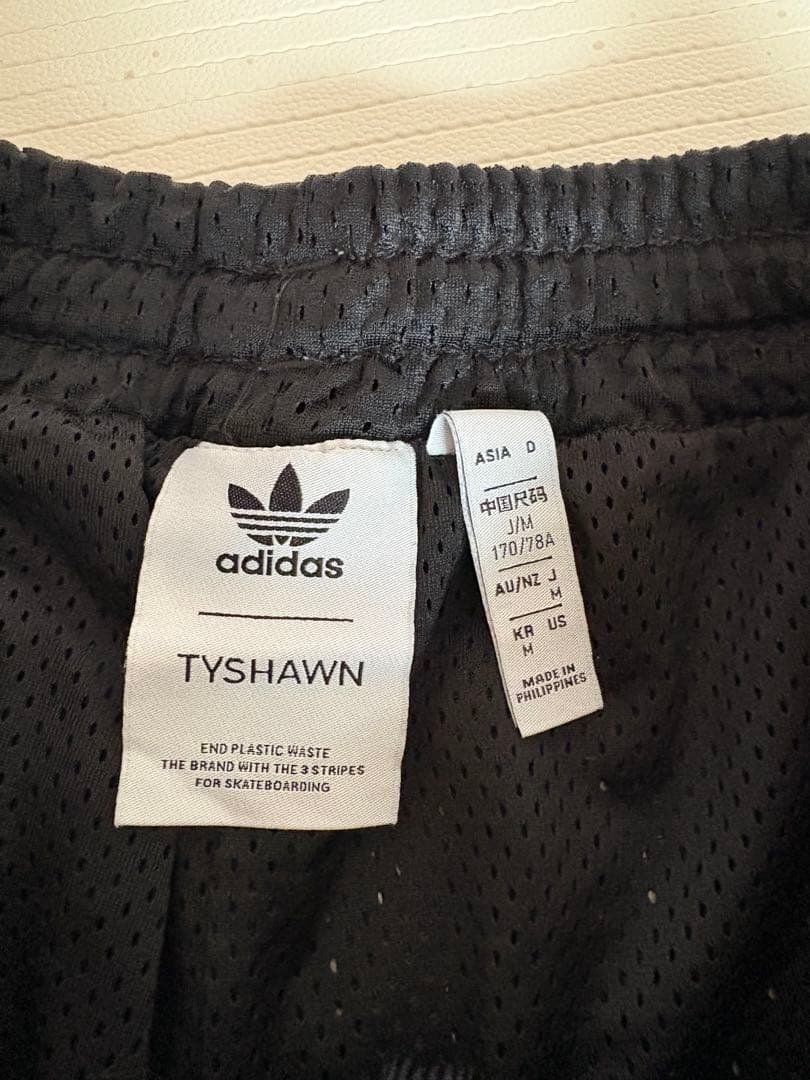 adidas
TYSHAWN
END PLASTIC WASTE
THE BRAND WITH THE 3 STRIPES
FOR SKATEBOARDING
ASIA D
中国尺码
J/M
170/78A
AU/NZ J
M
KR US
M
MADE IN
PHILIPPINES